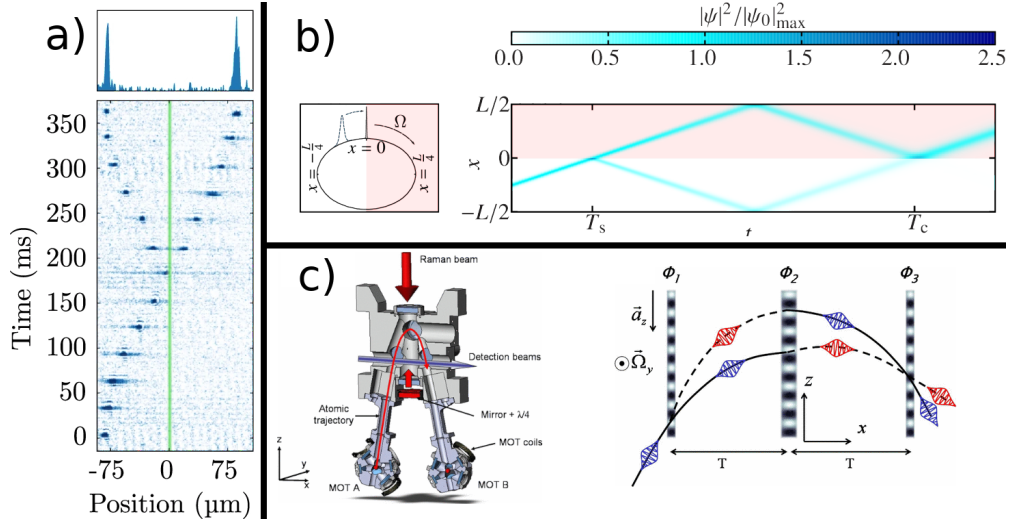 a)
350
300
250
200
150
100
50
0
Time (ms)
-75 0 75
Position (µm)
b)
|ψ|²/|ψ₀|²max
0.0 0.5 1.0 1.5 2.0 2.5
Ω
x = 0
x = -L/4
x = L/4
L/2
x 0
-L/2
Ts t Tc
c)
Raman beam
Detection beams
Atomic
trajectory
Mirror + λ/4
MOT coils
MOT A
MOT B
z
y
x
Φ1 Φ2 Φ3
a⃗z
Ω⃗y
z
x
T T